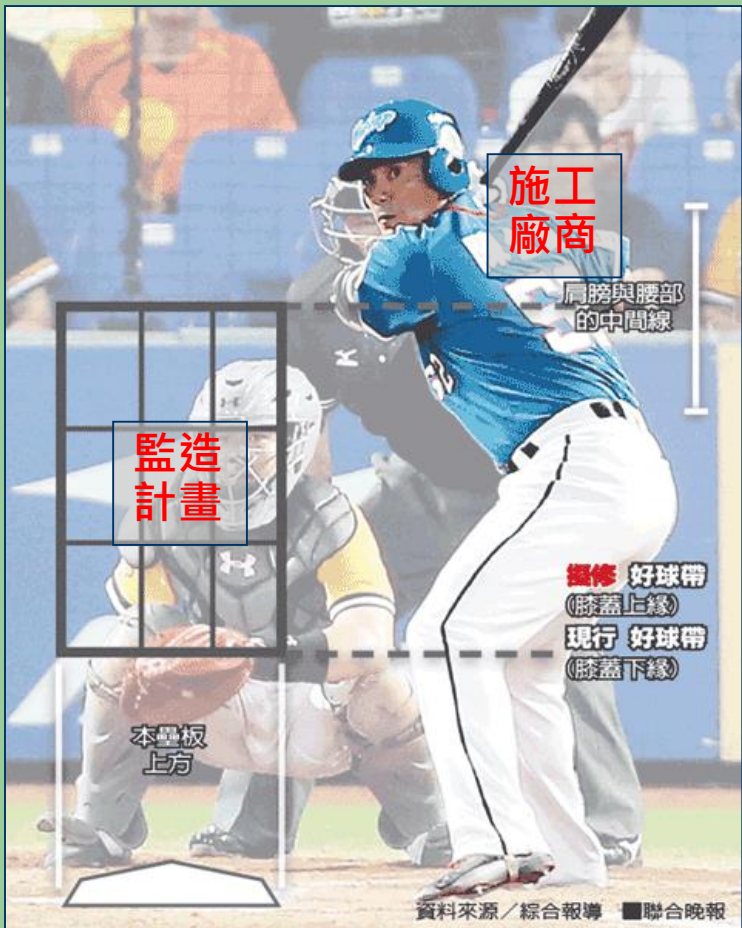 施工
廠商
肩膀與腰部
的中間線
監造
計畫
擬修 好球帶
(膝蓋上緣)
現行 好球帶
(膝蓋下緣)
本壘板
上方
資料來源／綜合報導 ■聯合晚報